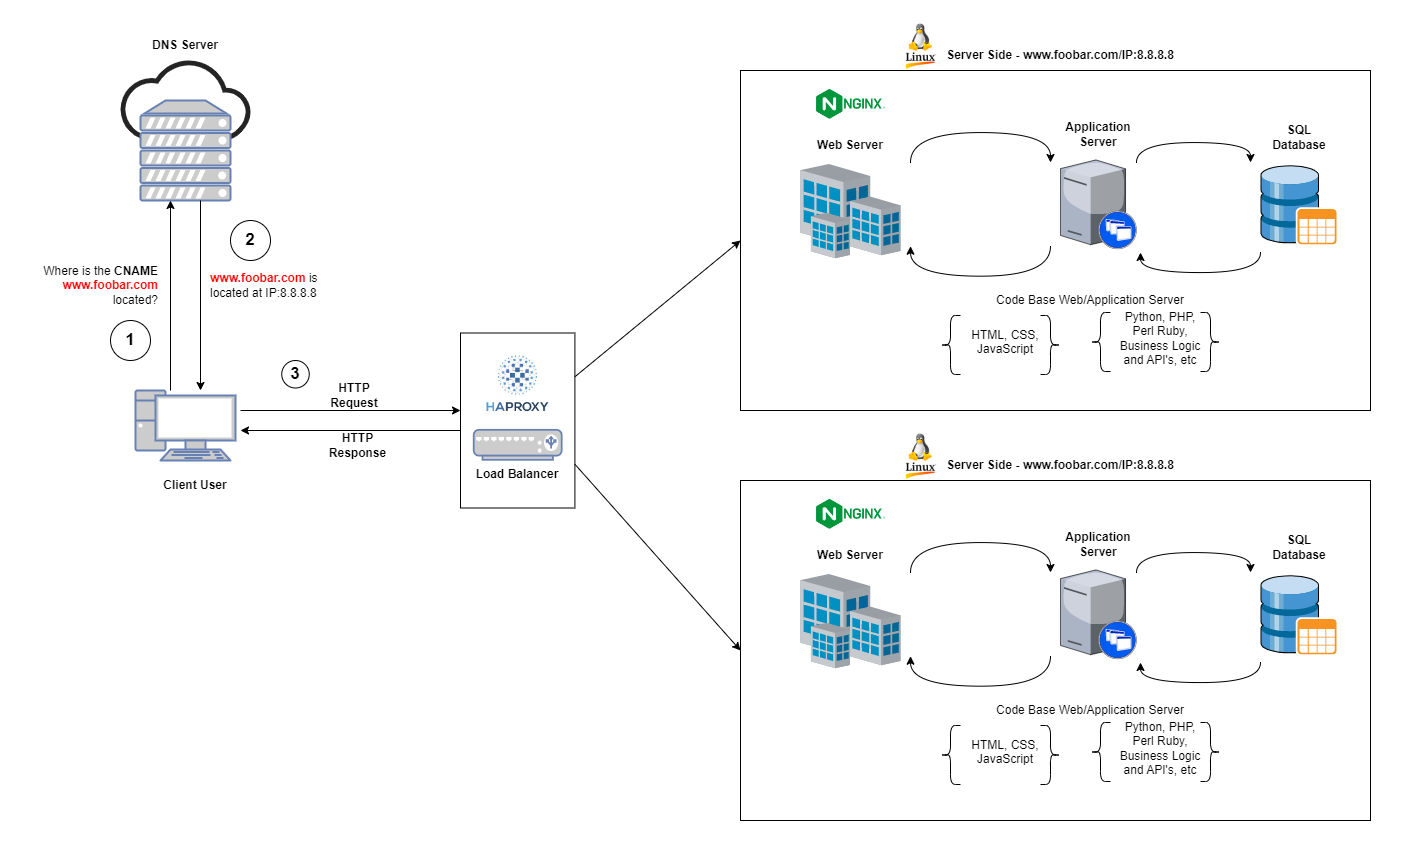 DNS Server
Where is the CNAME
www.foobar.com
located?
1
2
www.foobar.com is
located at IP:8.8.8.8
3
HTTP
Request
HTTP
Response
Client User
HAPROXY
Load Balancer
Linux
Server Side - www.foobar.com/IP:8.8.8.8
NGINX
Web Server
Application
Server
SQL
Database
Code Base Web/Application Server
HTML, CSS,
JavaScript
Python, PHP,
Perl Ruby,
Business Logic
and API's, etc
Linux
Server Side - www.foobar.com/IP:8.8.8.8
NGINX
Web Server
Application
Server
SQL
Database
Code Base Web/Application Server
HTML, CSS,
JavaScript
Python, PHP,
Perl Ruby,
Business Logic
and API's, etc